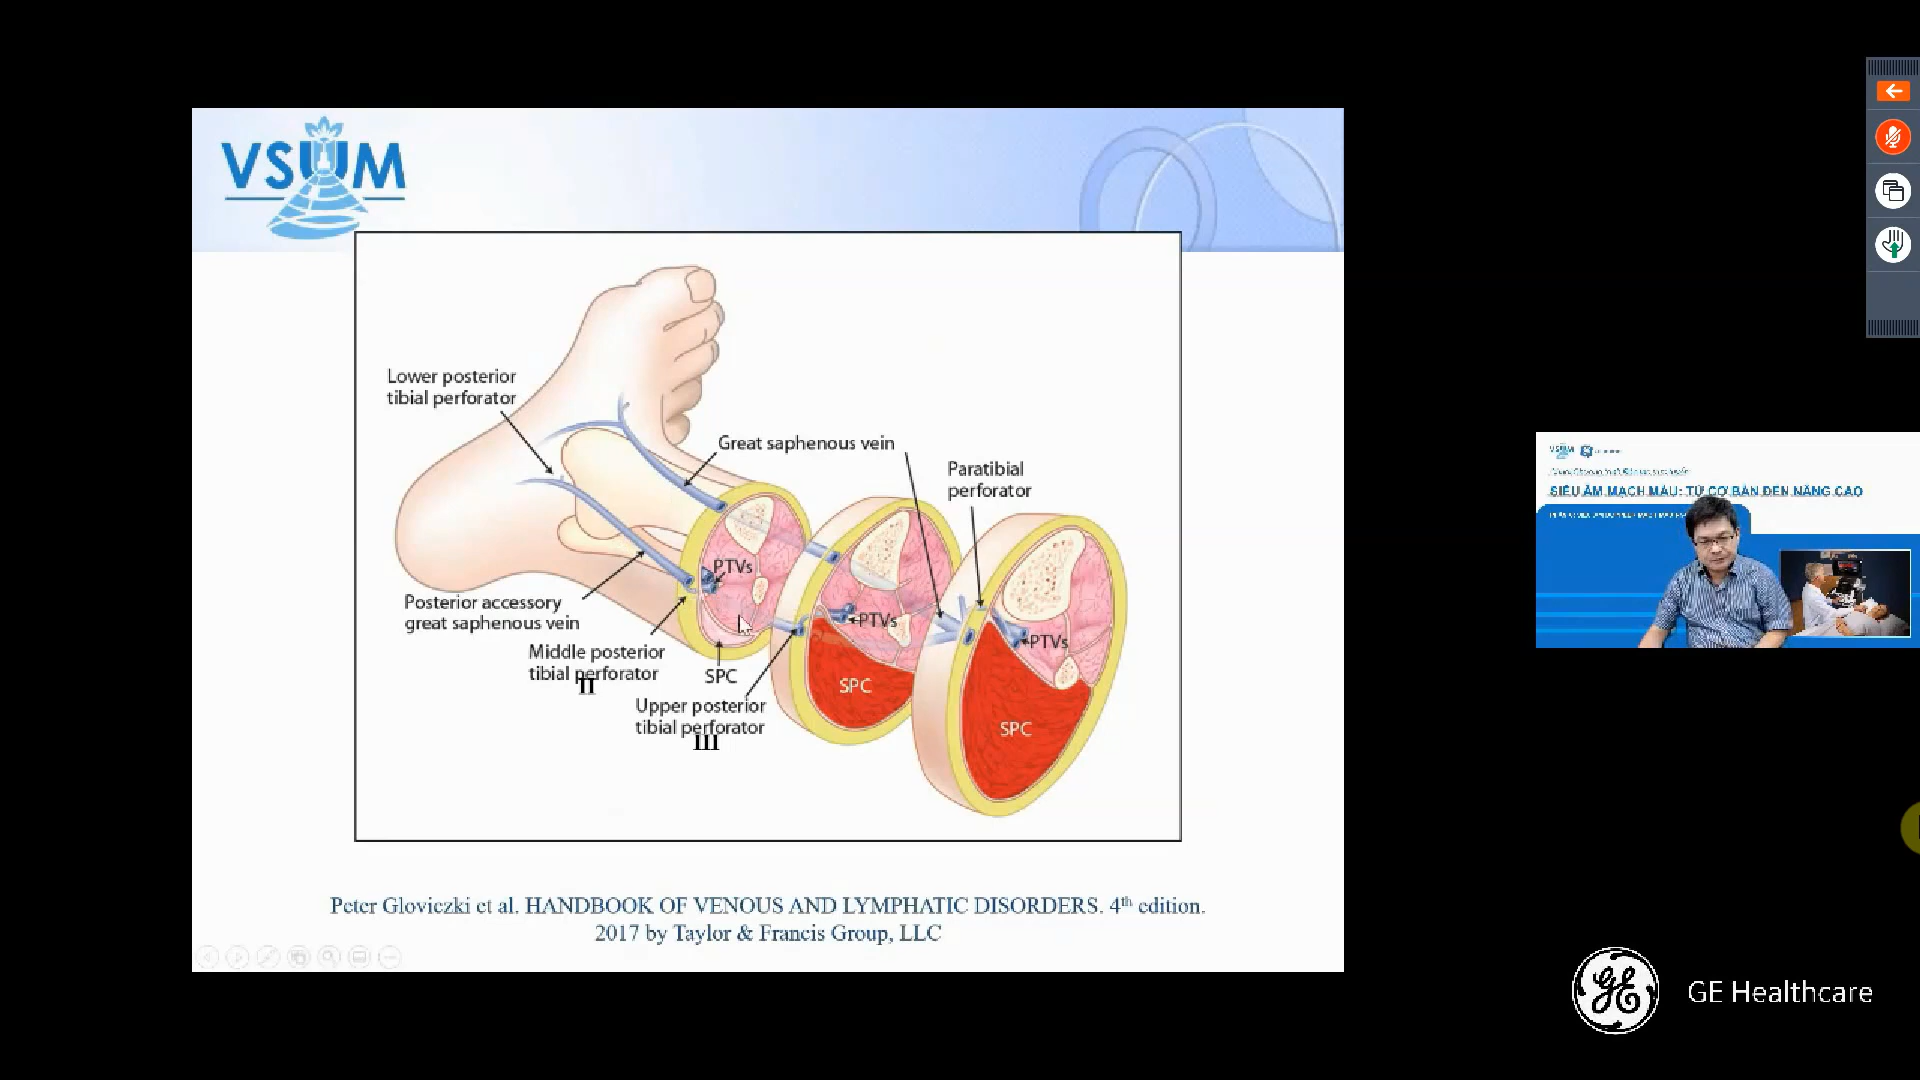 VSUM
Lower posterior
tibial perforator
Great saphenous vein
Paratibial
perforator
PTVs
PTVs
PTVs
Posterior accessory
great saphenous vein
Middle posterior
tibial perforator
II
SPC
SPC
SPC
Upper posterior
tibial perforator
III
Peter Gloviczki et al. HANDBOOK OF VENOUS AND LYMPHATIC DISORDERS. 4th edition.
2017 by Taylor & Francis Group, LLC
VSUM
SIÊU ÂM MẠCH MÁU: TỪ CƠ BẢN ĐẾN NÂNG CAO
GE Healthcare